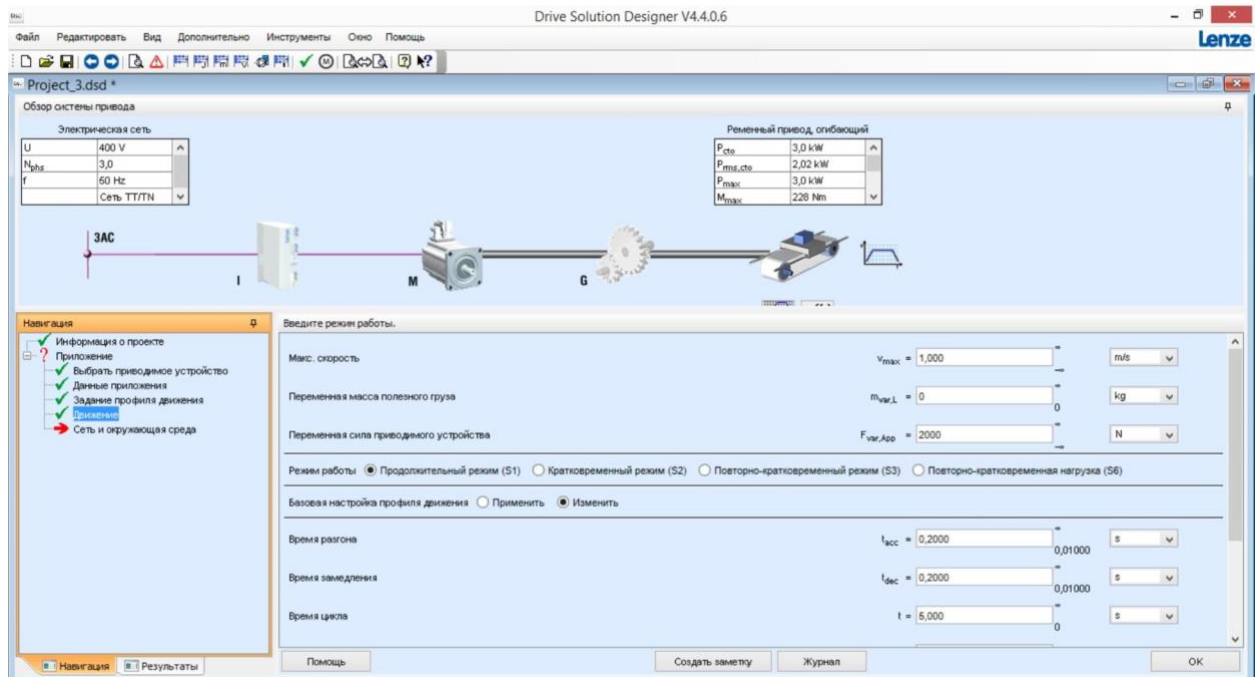 Drive Solution Designer V4.4.0.6
Файл Редактировать Вид Дополнительно Инструменты Окно Помощь
Lenze
Project_3.dsd *
Обзор системы привода
Электрическая сеть
U 400 V
Nphs 3,0
f 50 Hz
Сеть TT/TN
Ременный привод, огибающий
Pcto 3,0 kW
Prms,cto 2,02 kW
Pmax 3,0 kW
Mmax 228 Nm
3AC
I M G
Навигация
Информация о проекте
Приложение
Выбрать приводимое устройство
Данные приложения
Задание профиля движения
Движение
Сеть и окружающая среда
Введите режим работы.
Макс. скорость vmax = 1,000 m/s
Переменная масса полезного груза mvar,L = 0 kg
0
Переменная сила приводимого устройства Fvar,App = 2000 N
Режим работы Продолжительный режим (S1) Кратковременный режим (S2) Повторно-кратковременный режим (S3) Повторно-кратковременная нагрузка (S6)
Базовая настройка профиля движения Применить Изменить
Время разгона tacc = 0,2000 s
0,01000
Время замедления tdec = 0,2000 s
0,01000
Время цикла t = 5,000 s
0
Навигация Результаты
Помощь Создать заметку Журнал OK